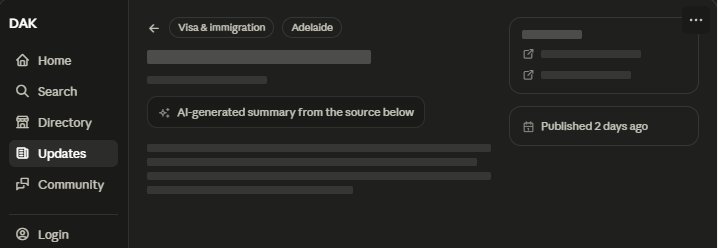 DAK
Home
Search
Directory
Updates
Community
Login
Visa & immigration
Adelaide
AI-generated summary from the source below
Published 2 days ago